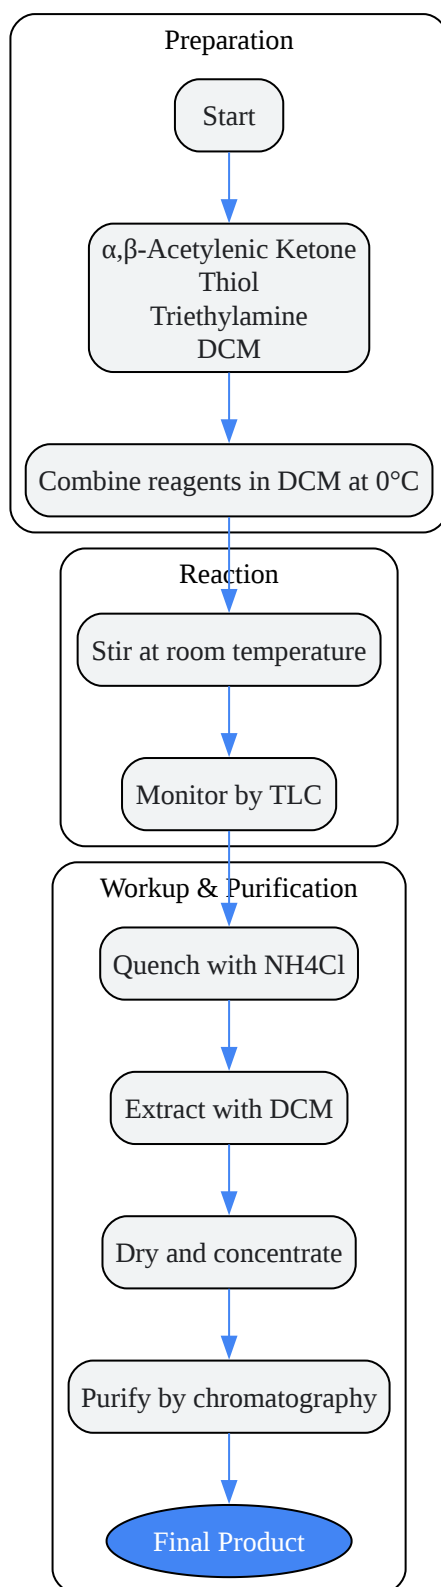 Preparation
Start
α,β-Acetylenic Ketone
Thiol
Triethylamine
DCM
Combine reagents in DCM at 0°C
Reaction
Stir at room temperature
Monitor by TLC
Workup & Purification
Quench with NH4Cl
Extract with DCM
Dry and concentrate
Purify by chromatography
Final Product